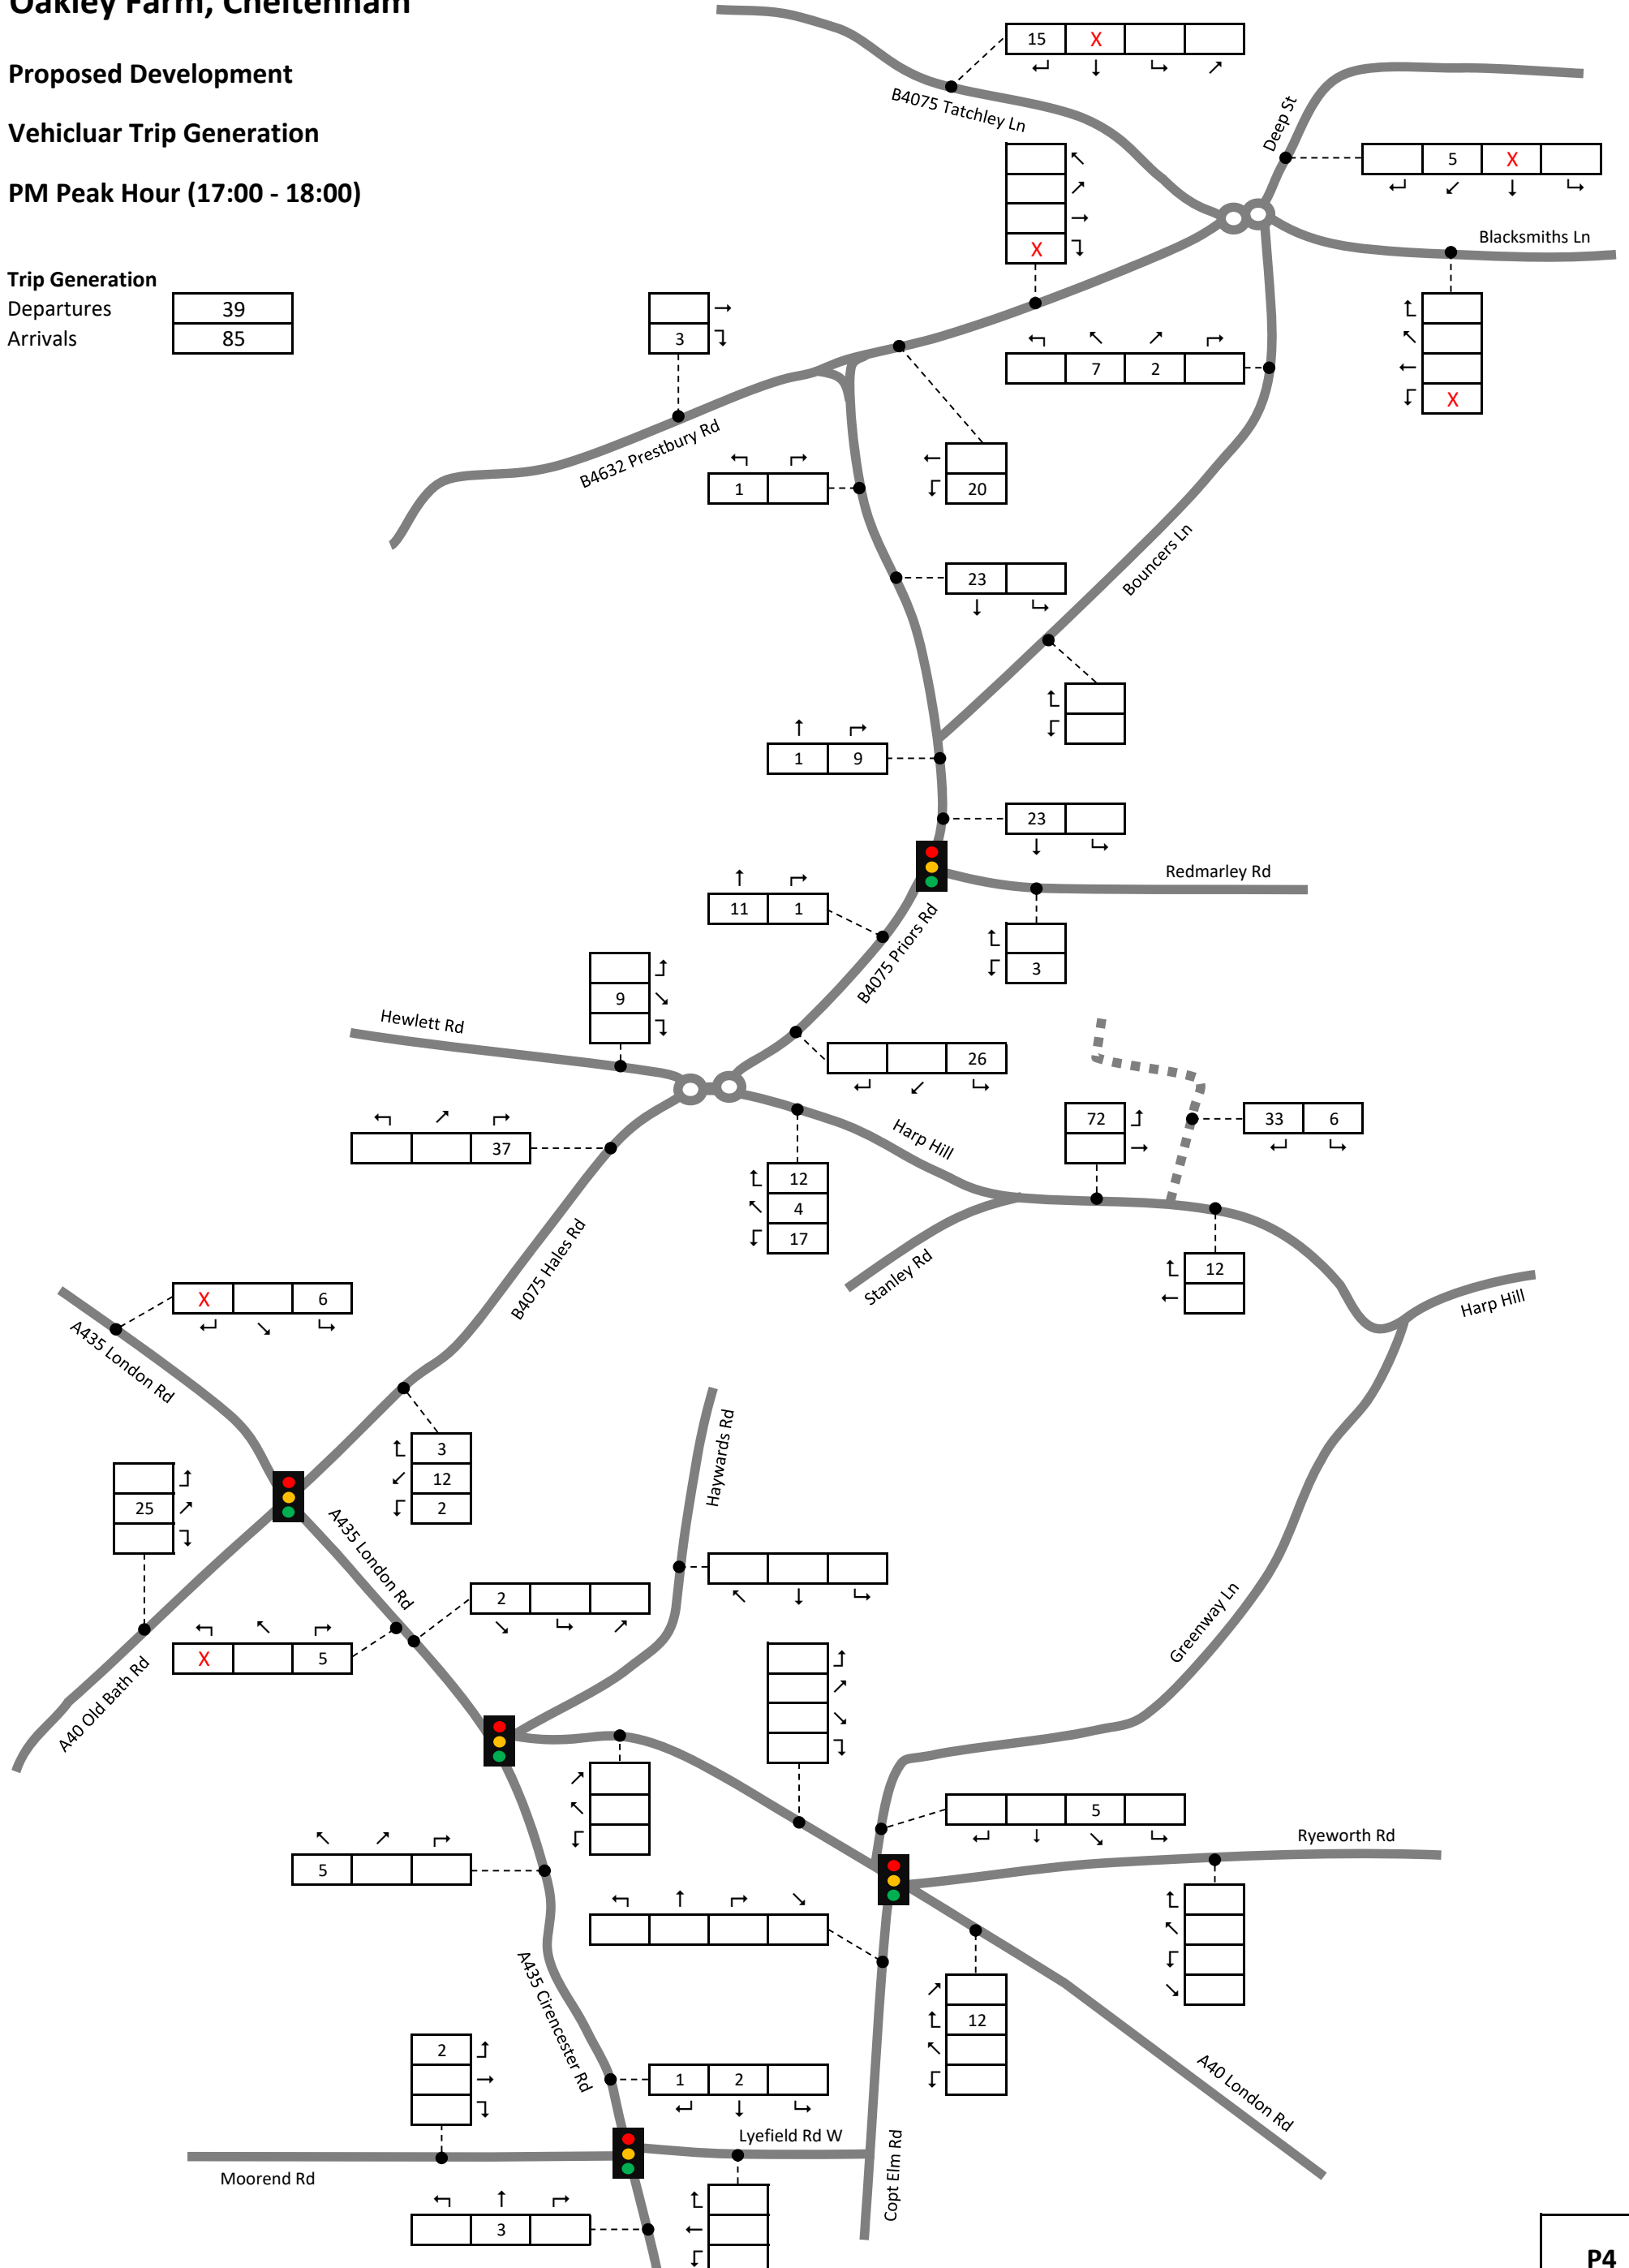 Oakley Farm, Cheltenham
Proposed Development
Vehicluar Trip Generation
PM Peak Hour (17:00 - 18:00)
Trip Generation
Departures 39
Arrivals 85
15 X
B4075 Tatchley Ln
Deep St
5 X
X
Blacksmiths Ln
3
7 2
X
B4632 Prestbury Rd
1
20
Bouncers Ln
23
1 9
23
Redmarley Rd
11 1
B4075 Priors Rd
3
9
Hewlett Rd
26
37
Harp Hill
72
33 6
12
4
17
B4075 Hales Rd
Stanley Rd
12
Harp Hill
X 6
A435 London Rd
3
12
2
Haywards Rd
25
A435 London Rd
2
X 5
A40 Old Bath Rd
Greenway Ln
5
Ryeworth Rd
5
12
A435 Cirencester Rd
2
1 2
A40 London Rd
Lyefield Rd W
Copt Elm Rd
Moorend Rd
3
P4